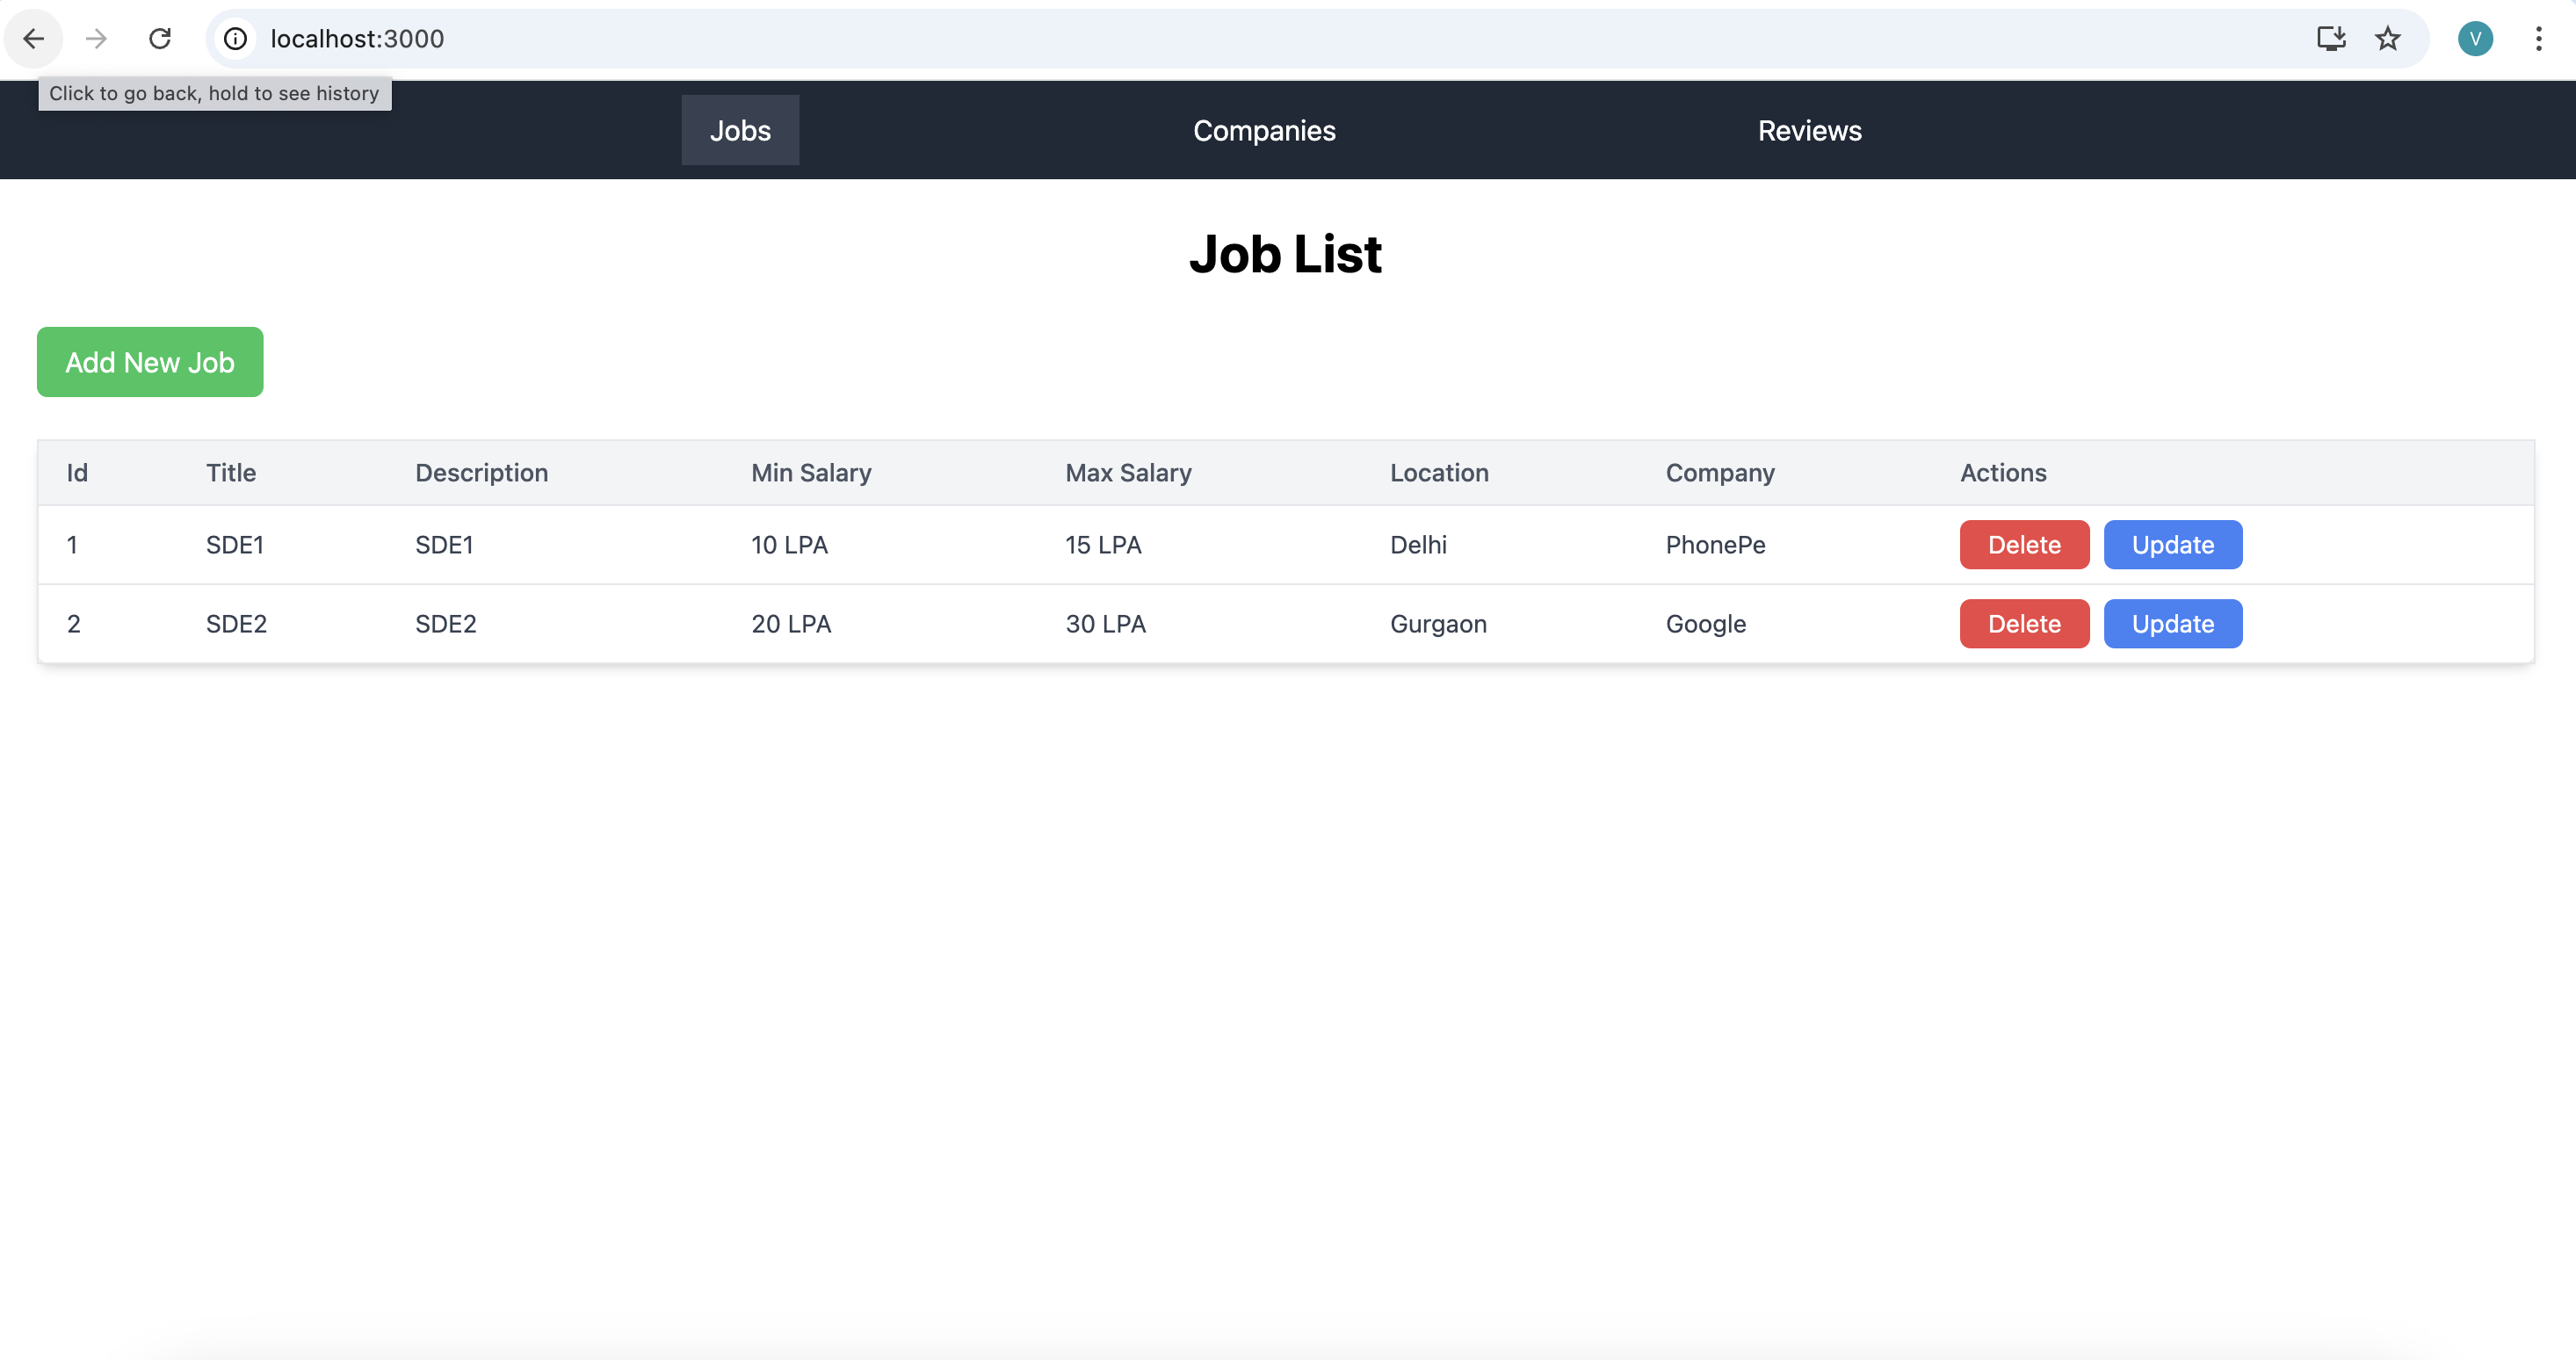 localhost:3000
V
Click to go back, hold to see history
Jobs Companies Reviews
Job List
Add New Job
Id Title Description Min Salary Max Salary Location Company Actions
1 SDE1 SDE1 10 LPA 15 LPA Delhi PhonePe Delete Update
2 SDE2 SDE2 20 LPA 30 LPA Gurgaon Google Delete Update